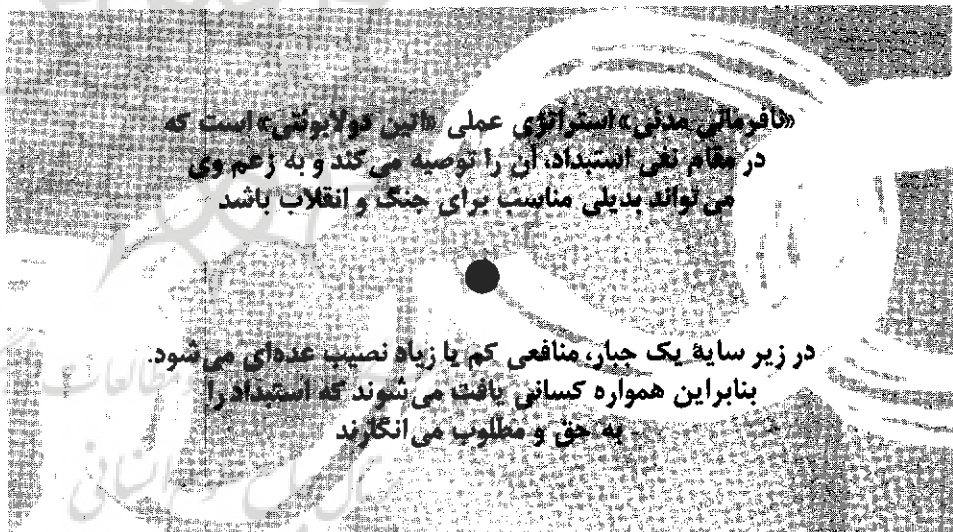 «نافرمانی مدنی» استراتژی عملی «اتین دولابوئتی» است که
در مقام نفی استبداد، آن را توصیه می‌کند و به زعم وی
می‌تواند بدیلی مناسب برای جنگ و انقلاب باشد
در زیر سایهٔ یک جبار، منافعی کم یا زیاد نصیب عده‌ای می‌شود.
بنابراین همواره کسانی یافت می‌شوند که استبداد را
به حق و مطلوب می‌انگارند